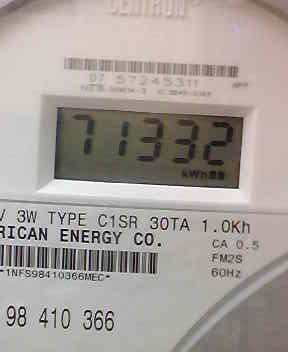 CENTRON®
07 57245311
71332
kWh
V 3W TYPE C1SR 30TA 1.0Kh
RICAN ENERGY CO.
CA 0.5
FM2S
60Hz
*1NFS98410366MEC*
98 410 366